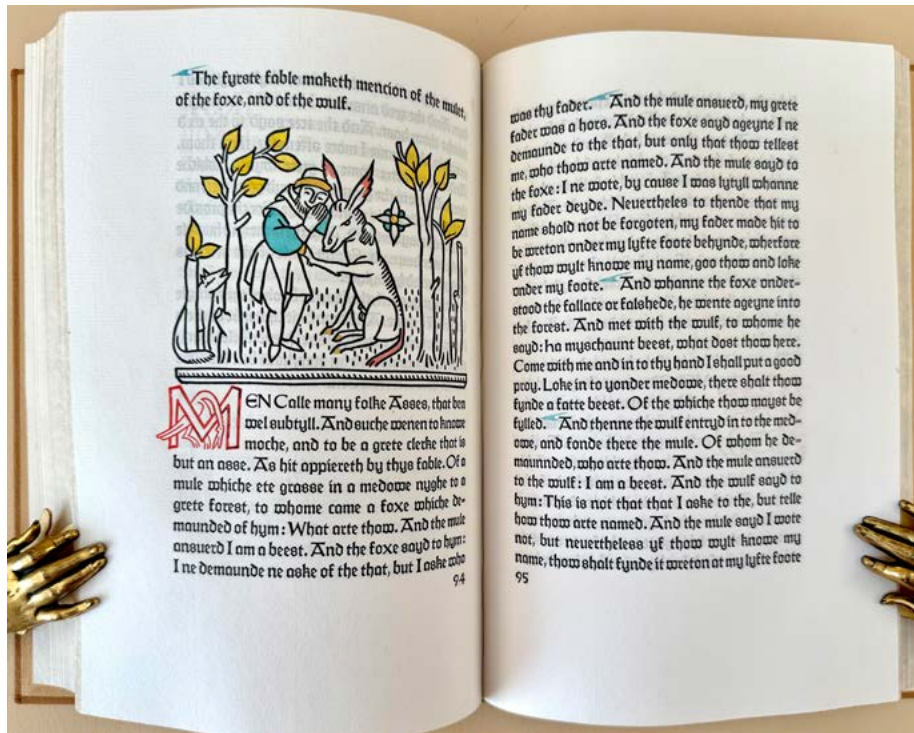 The fyrste fable maketh mencion of the mulet,
of the foxe, and of the wulf.
MEN Calle many folke Asses, that ben
wel subtyll. And suche wenen to knowe
moche, and to be a grete clerke that is
but an asse. As hit appiereth by thys fable. Of a
mule whiche ete grasse in a medowe nyghe to a
grete forest, to whome came a foxe whiche de-
maunded of hym: What arte thow. And the mule
ansuerd I am a beest. And the foxe sayd to hym:
I ne demaunde ne aske of the that, but I aske who
94
was thy fader. And the mule ansuerd, my grete
fader was a hors. And the foxe sayd ageyne I ne
demaunde to the that, but only that thow tellest
me, who thow arte named. And the mule sayd to
the foxe: I ne wote, by cause I was lytyll whanne
my fader deyde. Neuertheles to thende that my
name shold not be forgoten, my fader made hit to
be wreton onder my lyfte foote behynde, wherfore
yf thow wylt knowe my name, goo thow and loke
onder my foote. And whanne the foxe onder-
stood the fallace or falshede, he wente ageyne into
the forest. And met with the wulf, to whome he
sayd: ha myschaunt beest, what dost thow here.
Come with me and in to thy hand I shall put a good
proy. Loke in to yonder medowe, there shalt thow
fynde a fatte beest. Of the whiche thow mayst be
fylled. And thenne the wulf entryd in to the med-
owe, and fonde there the mule. Of whom he de-
maunnded, who arte thow. And the mule ansuerd
to the wulf: I am a beest. And the wulf sayd to
hym: This is not that that I aske to the, but telle
how thow arte named. And the mule sayd I wote
not, but neuertheless yf thow wylt knowe my
name, thow shalt fynde it wreton at my lyfte foote
95